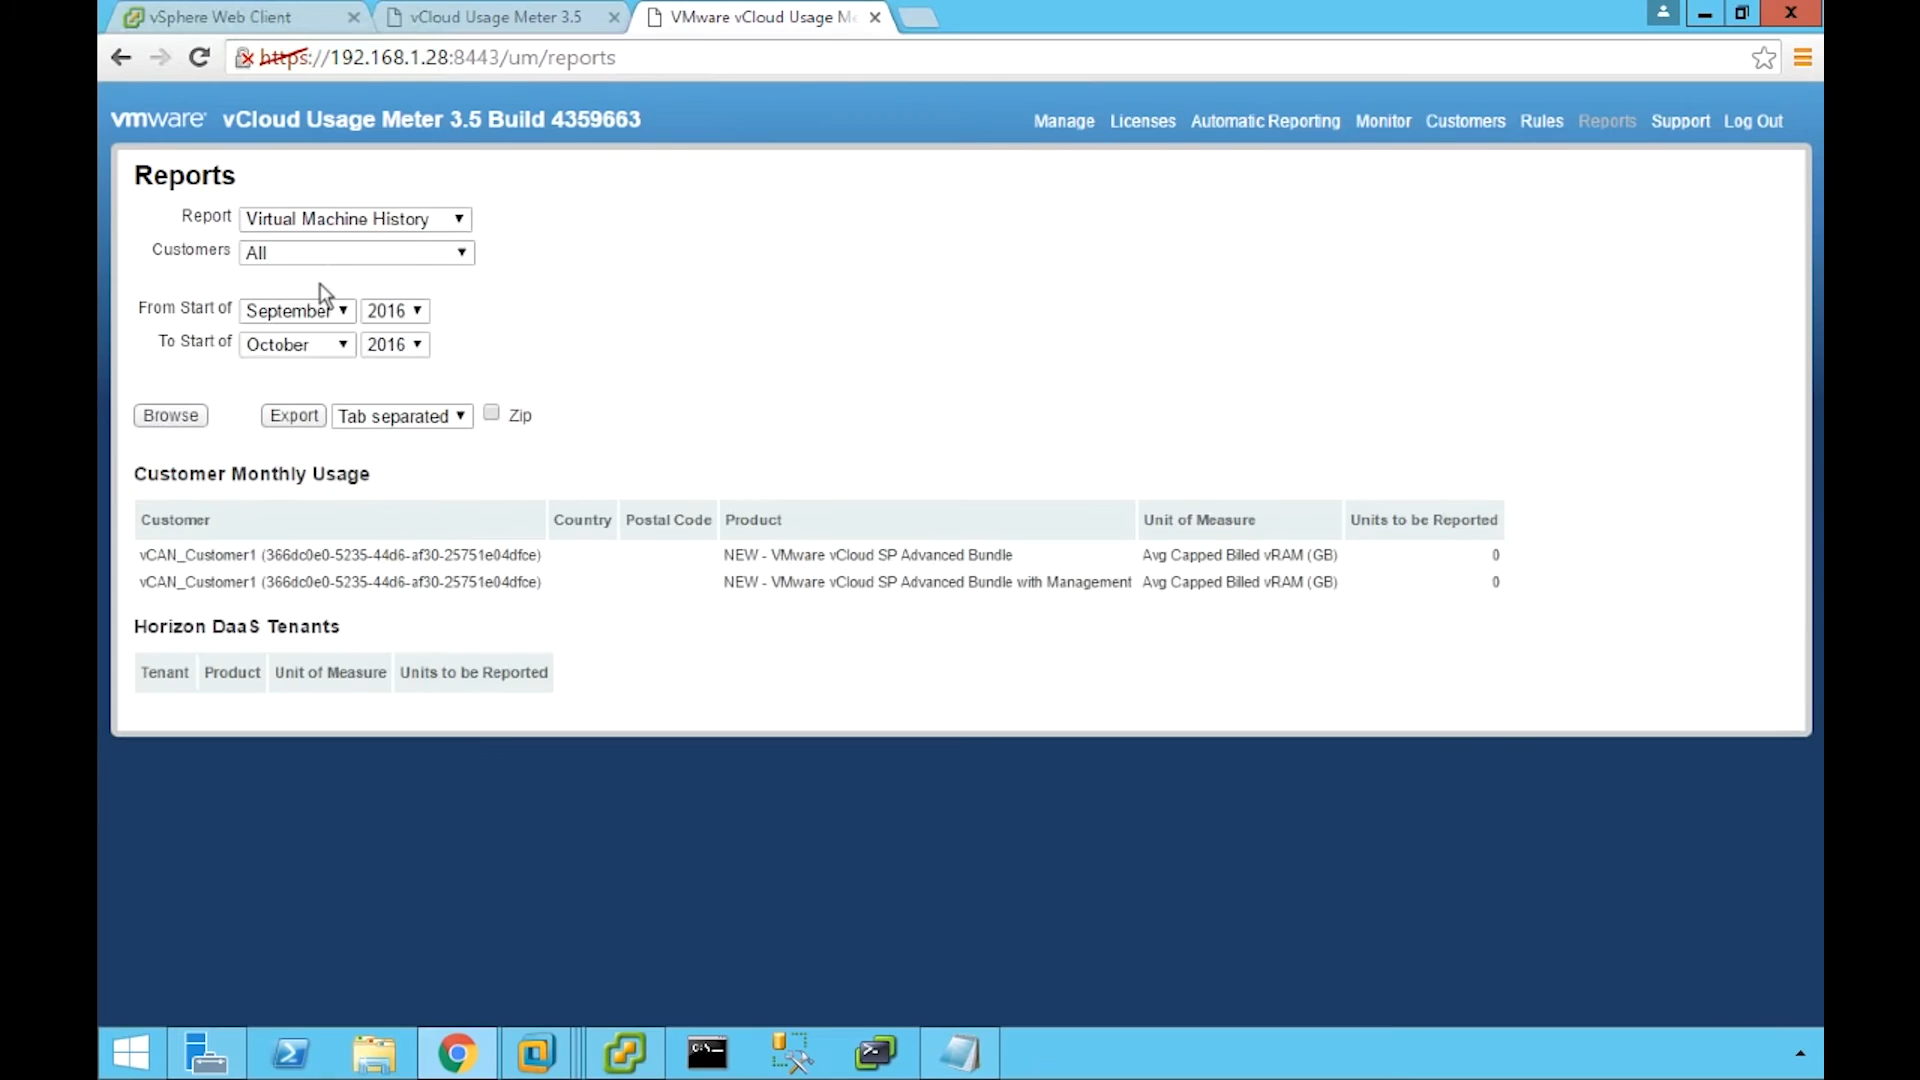 vSphere Web Client vCloud Usage Meter 3.5 VMware vCloud Usage Me
https://192.168.1.28:8443/um/reports
vmware vCloud Usage Meter 3.5 Build 4359663 Manage Licenses Automatic Reporting Monitor Customers Rules Reports Support Log Out
Reports
Report Virtual Machine History
Customers All
From Start of September 2016
To Start of October 2016
Browse Export Tab separated Zip
Customer Monthly Usage
Customer Country Postal Code Product Unit of Measure Units to be Reported
vCAN_Customer1 (366dc0e0-5235-44d6-af30-25751e04dfce) NEW - VMware vCloud SP Advanced Bundle Avg Capped Billed vRAM (GB) 0
vCAN_Customer1 (366dc0e0-5235-44d6-af30-25751e04dfce) NEW - VMware vCloud SP Advanced Bundle with Management Avg Capped Billed vRAM (GB) 0
Horizon DaaS Tenants
Tenant Product Unit of Measure Units to be Reported